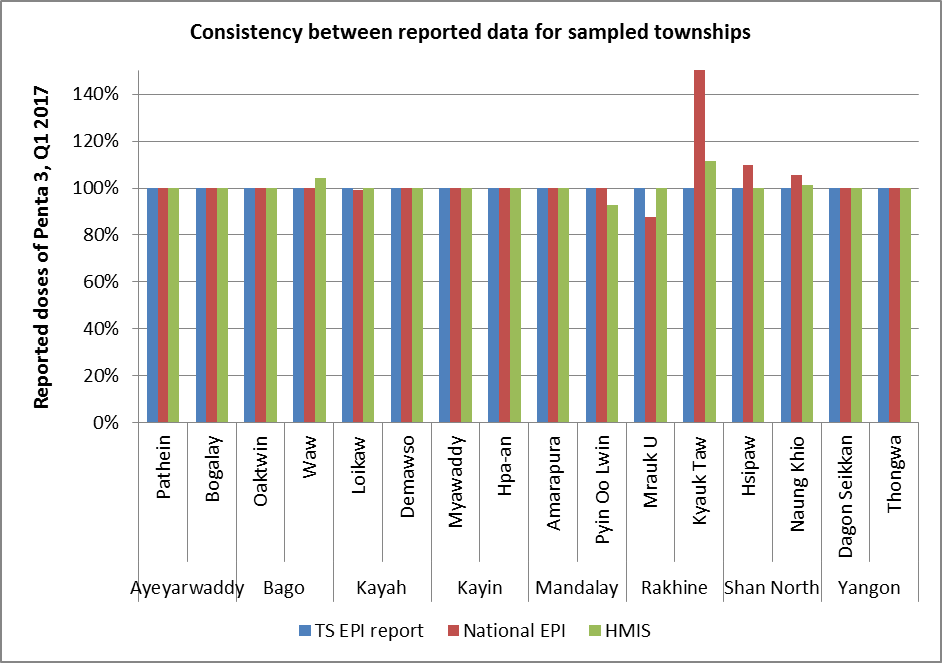 Consistency between reported data for sampled townships
Reported doses of Penta 3, Q1 2017
140%
120%
100%
80%
60%
40%
20%
0%
Pathein
Bogalay
Oaktwin
Waw
Loikaw
Demawso
Myawaddy
Hpa-an
Amarapura
Pyin Oo Lwin
Mrauk U
Kyauk Taw
Hsipaw
Naung Khio
Dagon Seikkan
Thongwa
Ayeyarwaddy Bago Kayah Kayin Mandalay Rakhine Shan North Yangon
TS EPI report National EPI HMIS